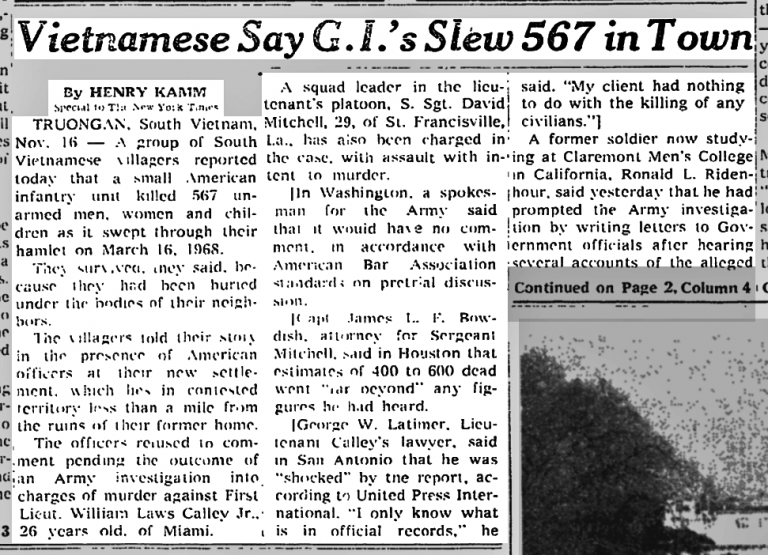 Vietnamese Say G.I.'s Slew 567 in Town
By HENRY KAMM
Special to The New York Times
TRUONGAN, South Vietnam,
Nov. 16 — A group of South
Vietnamese villagers reported
today that a small American
infantry unit killed 567 un-
armed men, women and chil-
dren as it swept through their
hamlet on March 16, 1968.
They survived, they said, be-
cause they had been buried
under the bodies of their neigh-
bors.
The villagers told their story
in the presence of American
officers at their new settle-
ment, which lies in contested
territory less than a mile from
the ruins of their former home.
The officers refused to com-
ment pending the outcome of
an Army investigation into
charges of murder against First
Lieut. William Laws Calley Jr.,
26 years old, of Miami.
A squad leader in the lieu-
tenant's platoon, S. Sgt. David
Mitchell, 29, of St. Francisville,
La., has also been charged in
the case, with assault with in-
tent to murder.
[In Washington, a spokes-
man for the Army said
that it would have no com-
ment, in accordance with
American Bar Association
standards on pretrial discus-
sion.
[Capt. James L. F. Bow-
dish, attorney for Sergeant
Mitchell, said in Houston that
estimates of 400 to 600 dead
went "far beyond" any fig-
gures he had heard.
[George W. Latimer, Lieu-
tenant Calley's lawyer, said
in San Antonio that he was
"shocked" by the report, ac-
cording to United Press Inter-
national. "I only know what
is in official records," he
said. "My client had nothing
to do with the killing of any
civilians."]
A former soldier now study-
ing at Claremont Men's College
in California, Ronald L. Riden-
hour, said yesterday that he had
prompted the Army investiga-
tion by writing letters to Gov-
ernment officials after hearing
several accounts of the alleged
Continued on Page 2, Column 4